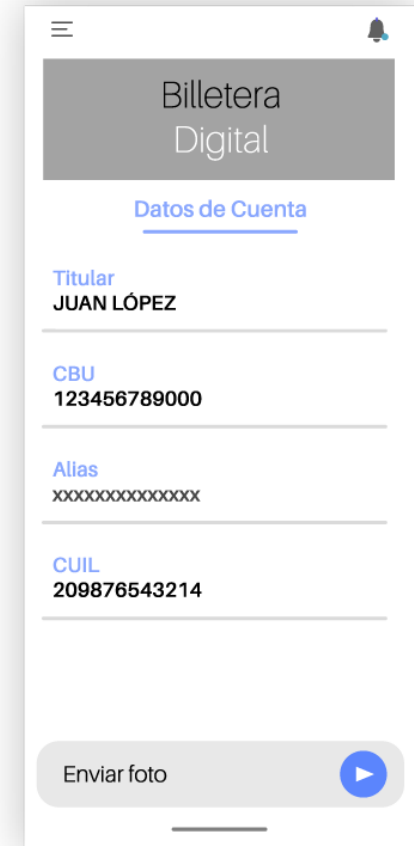 Billetera
Digital
Datos de Cuenta
Titular
JUAN LÓPEZ
CBU
123456789000
Alias
xxxxxxxxxxxxxx
CUIL
209876543214
Enviar foto